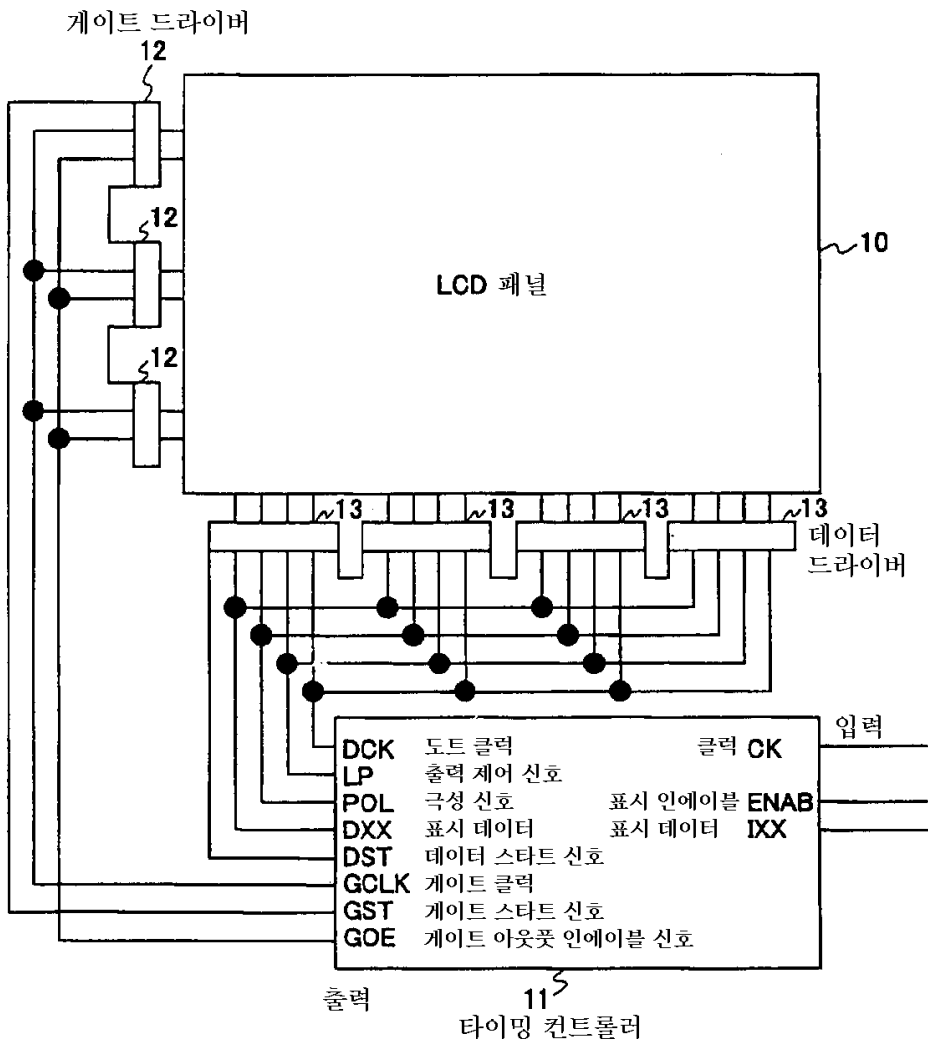 게이트 드라이버
12
12
10
LCD 패널
12
13 13 13 13
데이터
드라이버
입력
DCK 도트 클럭 클럭 CK
LP 출력 제어 신호
POL 극성 신호 표시 인에이블 ENAB
DXX 표시 데이터 표시 데이터 IXX
DST 데이터 스타트 신호
GCLK 게이트 클럭
GST 게이트 스타트 신호
GOE 게이트 아웃풋 인에이블 신호
출력
11
타이밍 컨트롤러